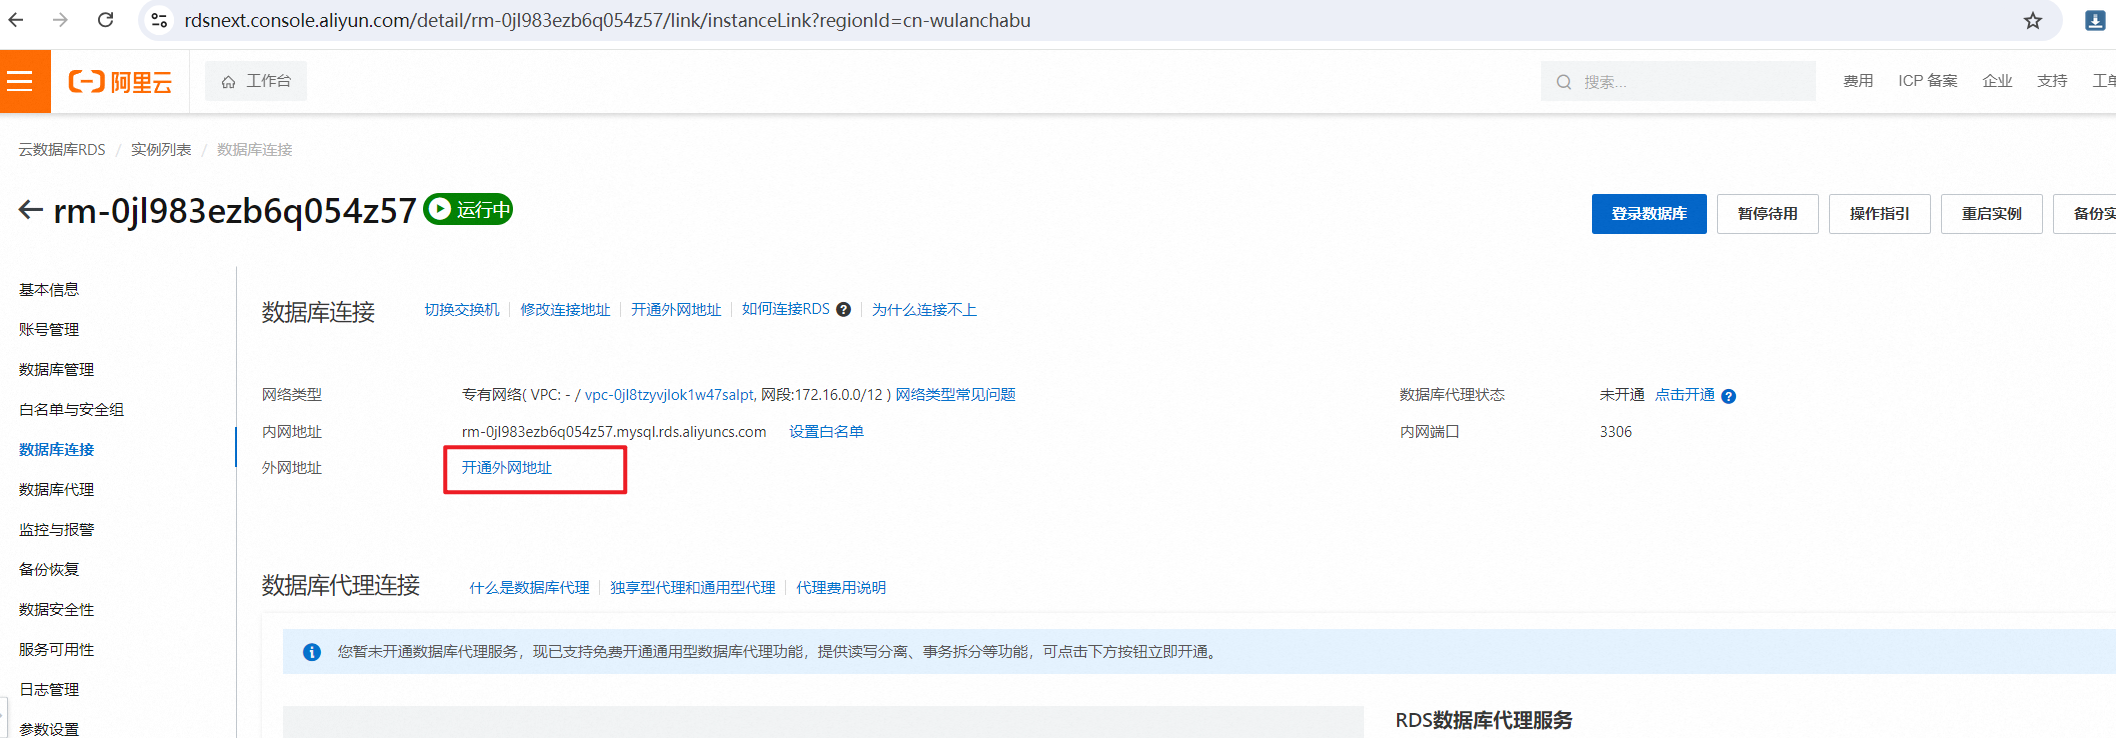 rdsnext.console.aliyun.com/detail/rm-0jl983ezb6q054z57/link/instanceLink?regionId=cn-wulanchabu
阿里云 工作台 搜索... 费用 ICP 备案 企业 支持 工单
云数据库RDS / 实例列表 / 数据库连接
rm-0jl983ezb6q054z57 运行中 登录数据库 暂停待用 操作指引 重启实例 备份实
基本信息
账号管理
数据库管理
白名单与安全组
数据库连接
数据库代理
监控与报警
备份恢复
数据安全性
服务可用性
日志管理
参数设置
数据库连接 切换交换机 修改连接地址 开通外网地址 如何连接RDS ? 为什么连接不上
网络类型 专有网络( VPC: - / vpc-0jl8tzyvjlok1w47salpt, 网段:172.16.0.0/12 ) 网络类型常见问题 数据库代理状态 未开通 点击开通 ?
内网地址 rm-0jl983ezb6q054z57.mysql.rds.aliyuncs.com 设置白名单 内网端口 3306
外网地址 开通外网地址
数据库代理连接 什么是数据库代理 独享型代理和通用型代理 代理费用说明
您暂未开通数据库代理服务，现已支持免费开通通用型数据库代理功能，提供读写分离、事务拆分等功能，可点击下方按钮立即开通。
RDS数据库代理服务